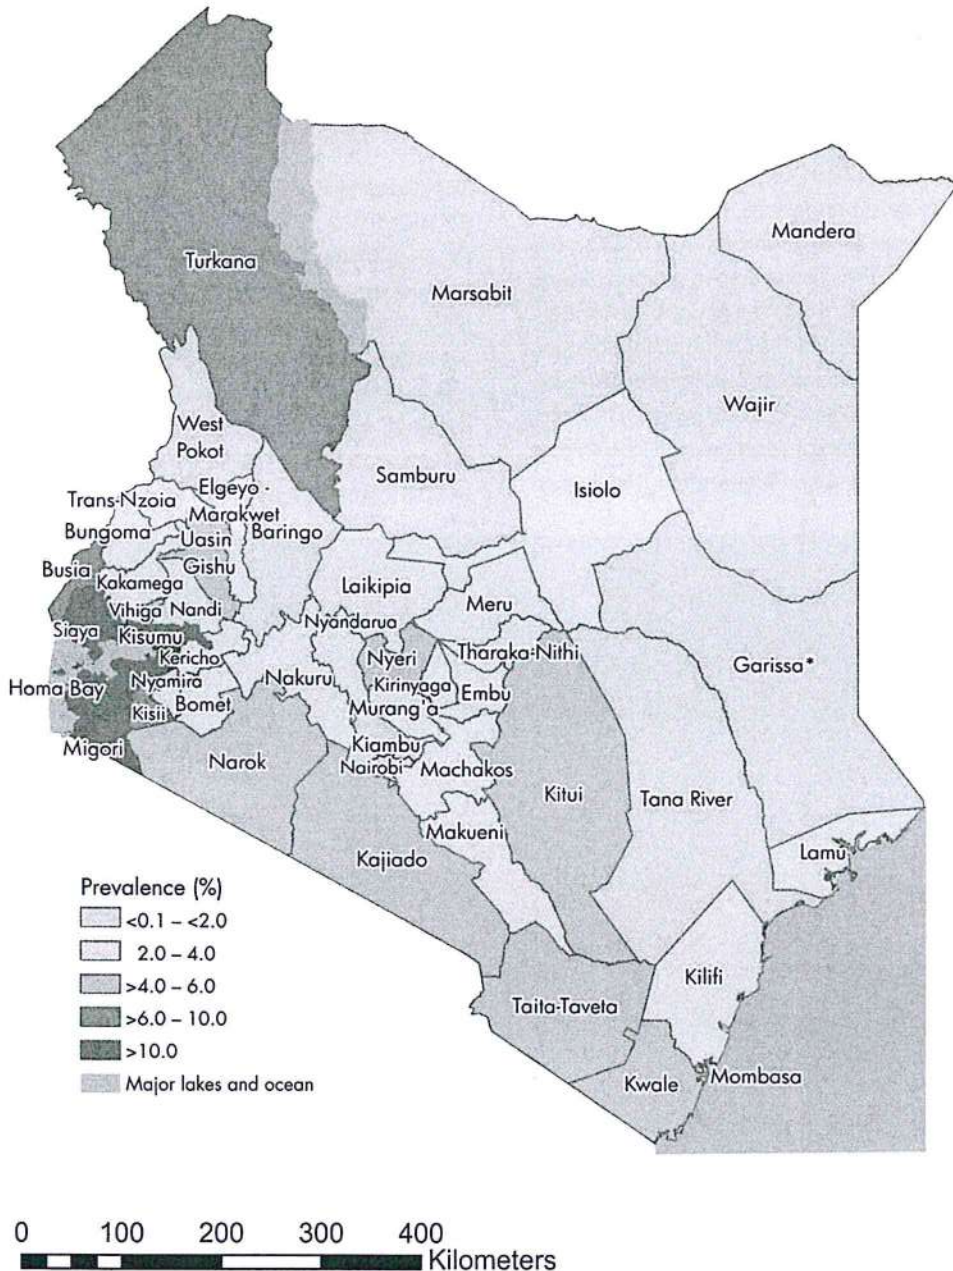 Turkana
Marsabit
Mandera
Wajir
West
Pokot
Samburu
Isiolo
Elgeyo -
Marakwet
Trans-Nzoia
Bungoma
Uasin
Gishu
Baringo
Busia
Kakamega
Vihiga
Nandi
Laikipia
Meru
Siaya
Kisumu
Nyandarua
Kericho
Nyeri
Tharaka-Nithi
Garissa*
Homa Bay
Nyamira
Nakuru
Kirinyaga
Embu
Kisii
Bomet
Murang'a
Migori
Narok
Kiambu
Nairobi
Machakos
Kitui
Tana River
Makueni
Kajiado
Lamu
Prevalence (%)
<0.1 – <2.0
2.0 – 4.0
>4.0 – 6.0
>6.0 – 10.0
>10.0
Major lakes and ocean
Kilifi
Taita-Taveta
Kwale
Mombasa
0 100 200 300 400
Kilometers